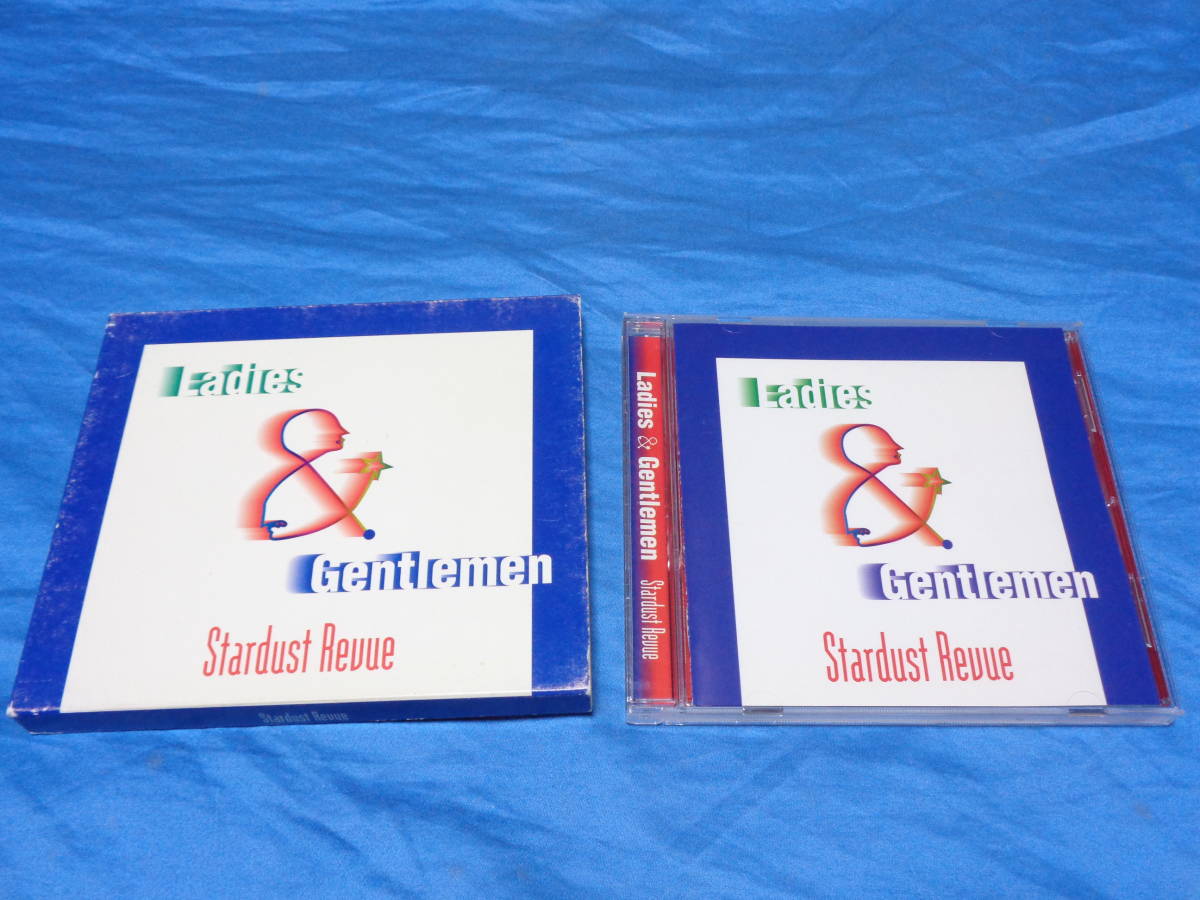 Ladies
&
Gentlemen
Stardust Revue
Stardust Revue
Ladies & Gentlemen Stardust Revue
Ladies
&
Gentlemen
Stardust Revue